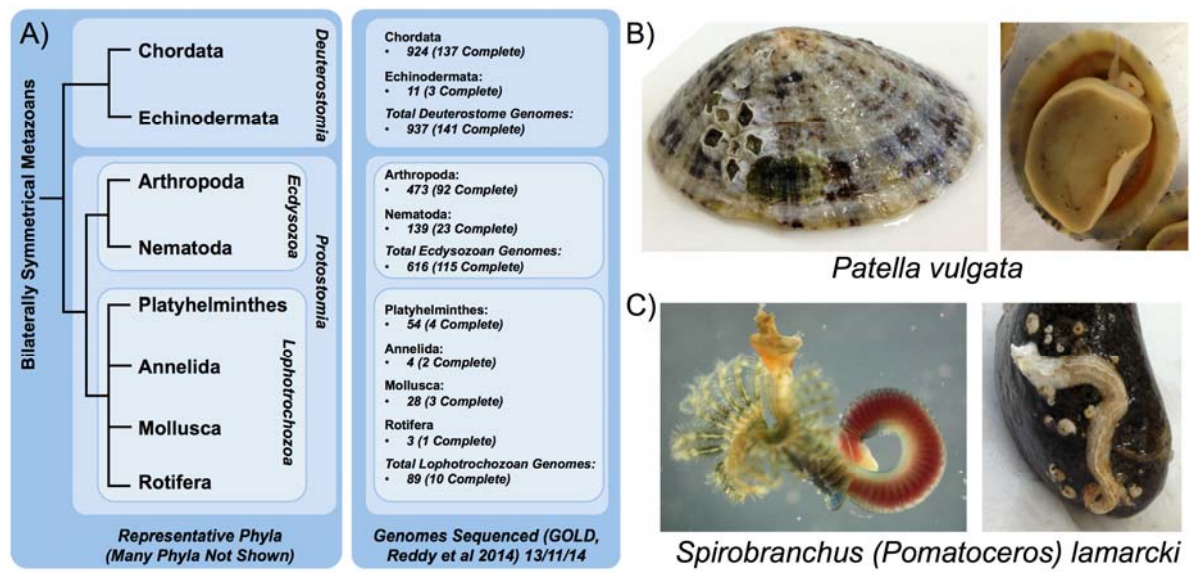 A)
Bilaterally Symmetrical Metazoans
Chordata
Echinodermata
Deuterostomia
Arthropoda
Nematoda
Ecdysozoa
Protostomia
Platyhelminthes
Annelida
Mollusca
Rotifera
Lophotrochozoa
Representative Phyla
(Many Phyla Not Shown)
Chordata
• 924 (137 Complete)
Echinodermata:
• 11 (3 Complete)
Total Deuterostome Genomes:
• 937 (141 Complete)
Arthropoda:
• 473 (92 Complete)
Nematoda:
• 139 (23 Complete)
Total Ecdysozoan Genomes:
• 616 (115 Complete)
Platyhelminthes:
• 54 (4 Complete)
Annelida:
• 4 (2 Complete)
Mollusca:
• 28 (3 Complete)
Rotifera
• 3 (1 Complete)
Total Lophotrochozoan Genomes:
• 89 (10 Complete)
Genomes Sequenced (GOLD,
Reddy et al 2014) 13/11/14
B)
Patella vulgata
C)
Spirobranchus (Pomatoceros) lamarcki